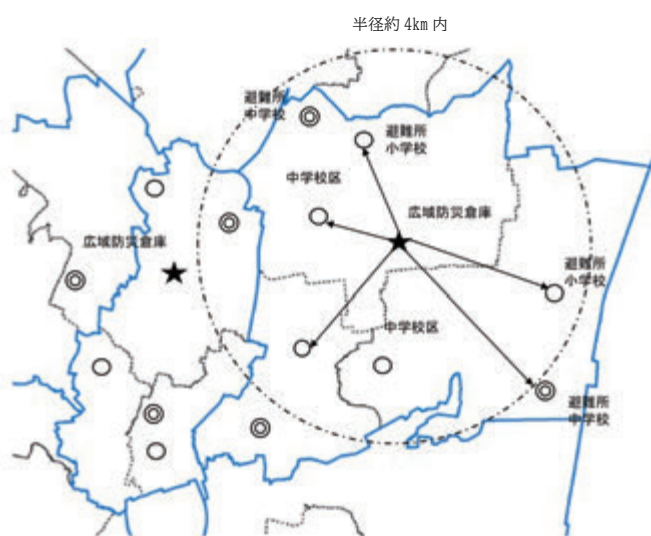 半径約 4km 内
避難所
中学校
避難所
小学校
中学校区
広域防災倉庫
広域防災倉庫
避難所
小学校
中学校区
避難所
中学校